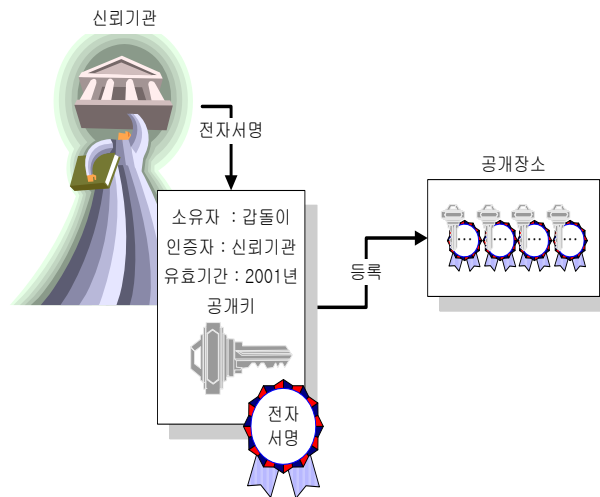 신뢰기관
전자서명
소유자 : 갑돌이
인증자 : 신뢰기관
유효기간 : 2001년
공개키
전자
서명
등록
공개장소
... ... ... ...